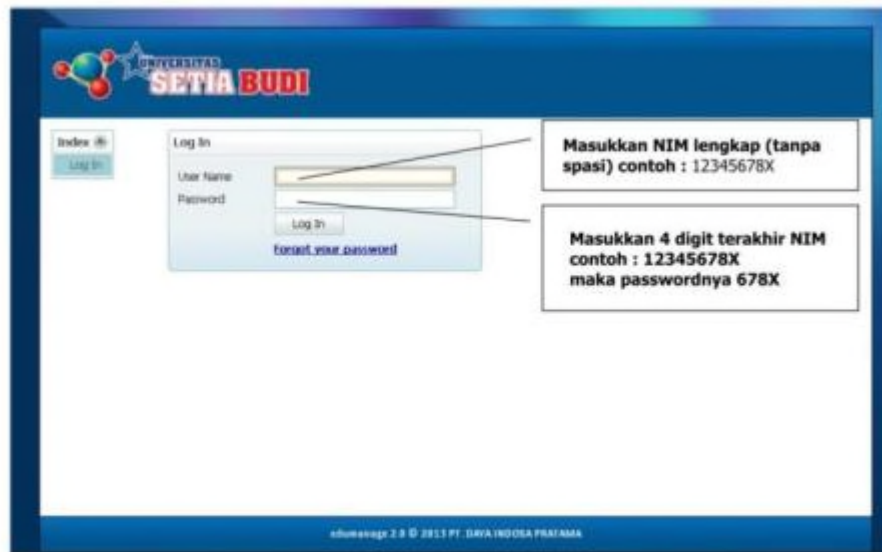 UNIVERSITAS
SETIA BUDI
Index
Log In
Log In
User Name
Password
Log In
Forgot your password
Masukkan NIM lengkap (tanpa
spasi) contoh : 12345678X
Masukkan 4 digit terakhir NIM
contoh : 12345678X
maka passwordnya 678X
edumanage 2.0 © 2013 PT. DAYA INDOSA PRATAMA